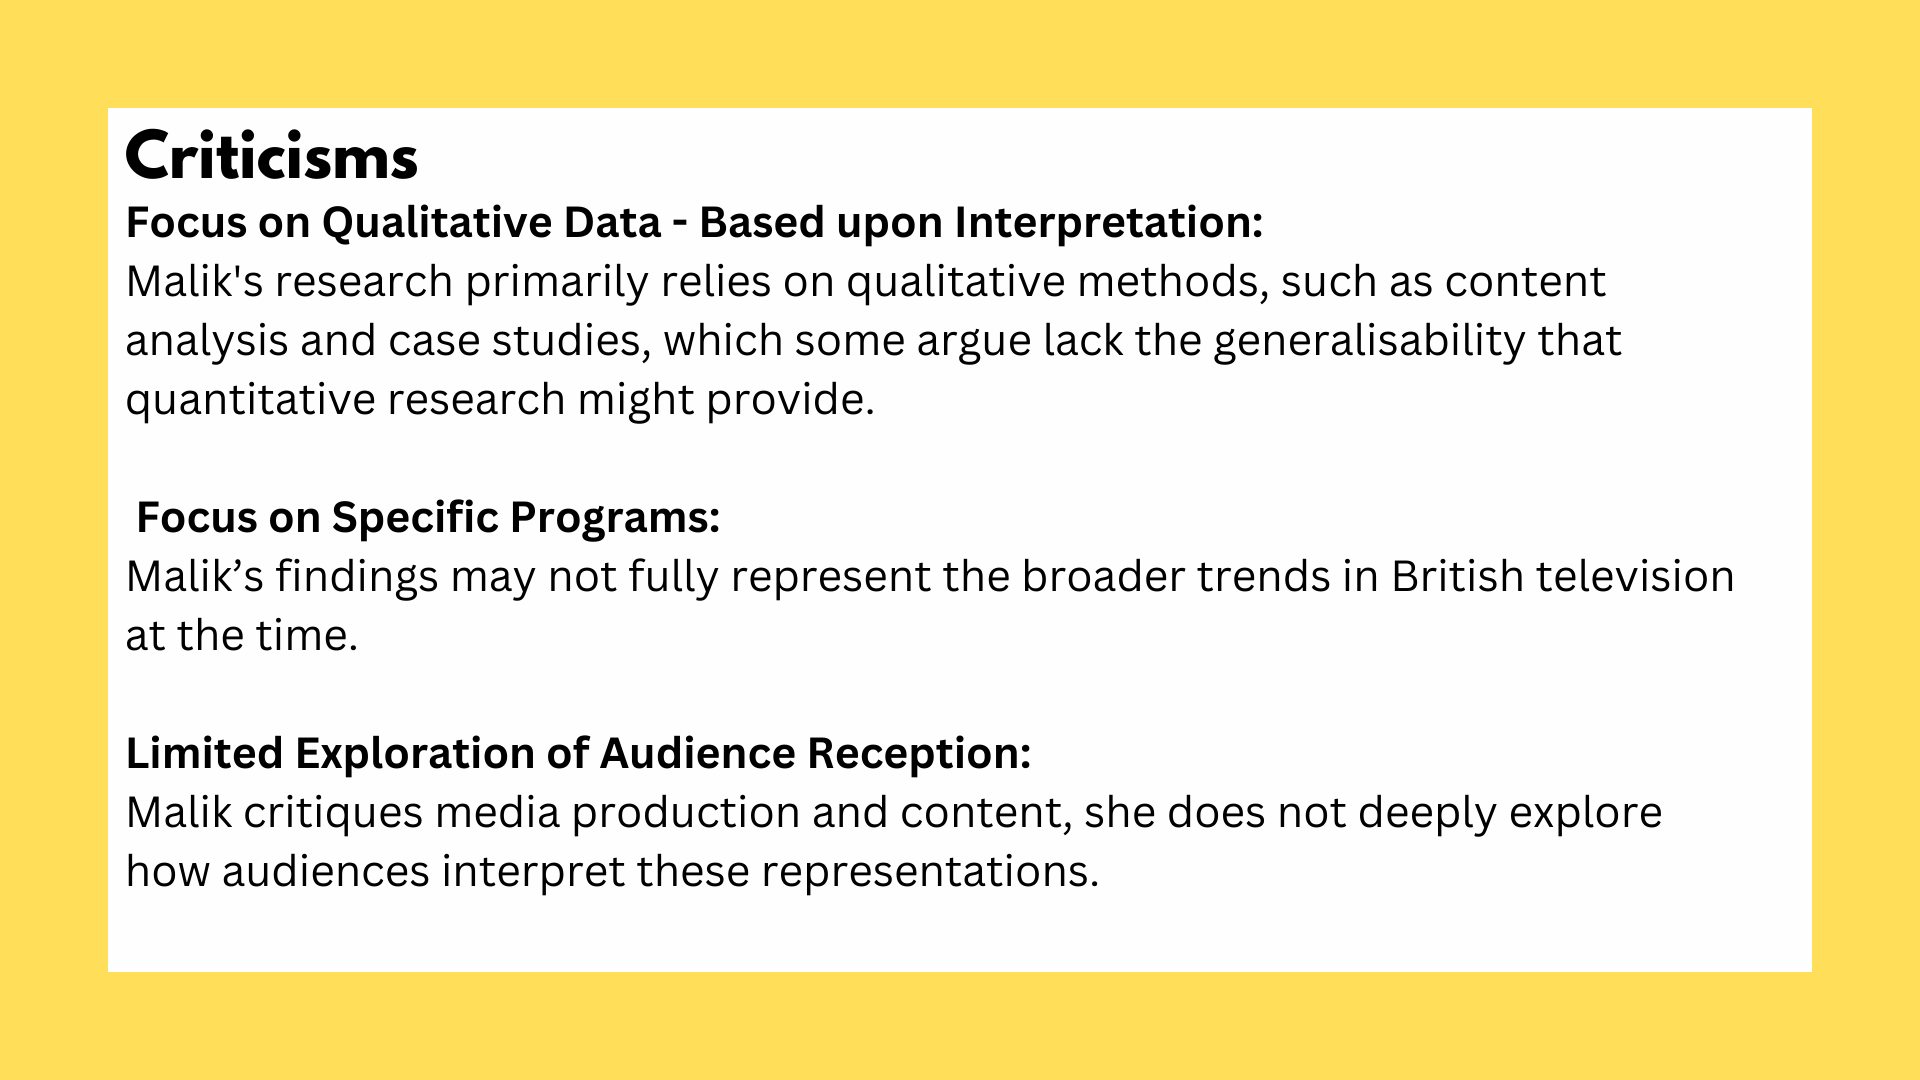 Criticisms
Focus on Qualitative Data - Based upon Interpretation:
Malik's research primarily relies on qualitative methods, such as content
analysis and case studies, which some argue lack the generalisability that
quantitative research might provide.
Focus on Specific Programs:
Malik’s findings may not fully represent the broader trends in British television
at the time.
Limited Exploration of Audience Reception:
Malik critiques media production and content, she does not deeply explore
how audiences interpret these representations.